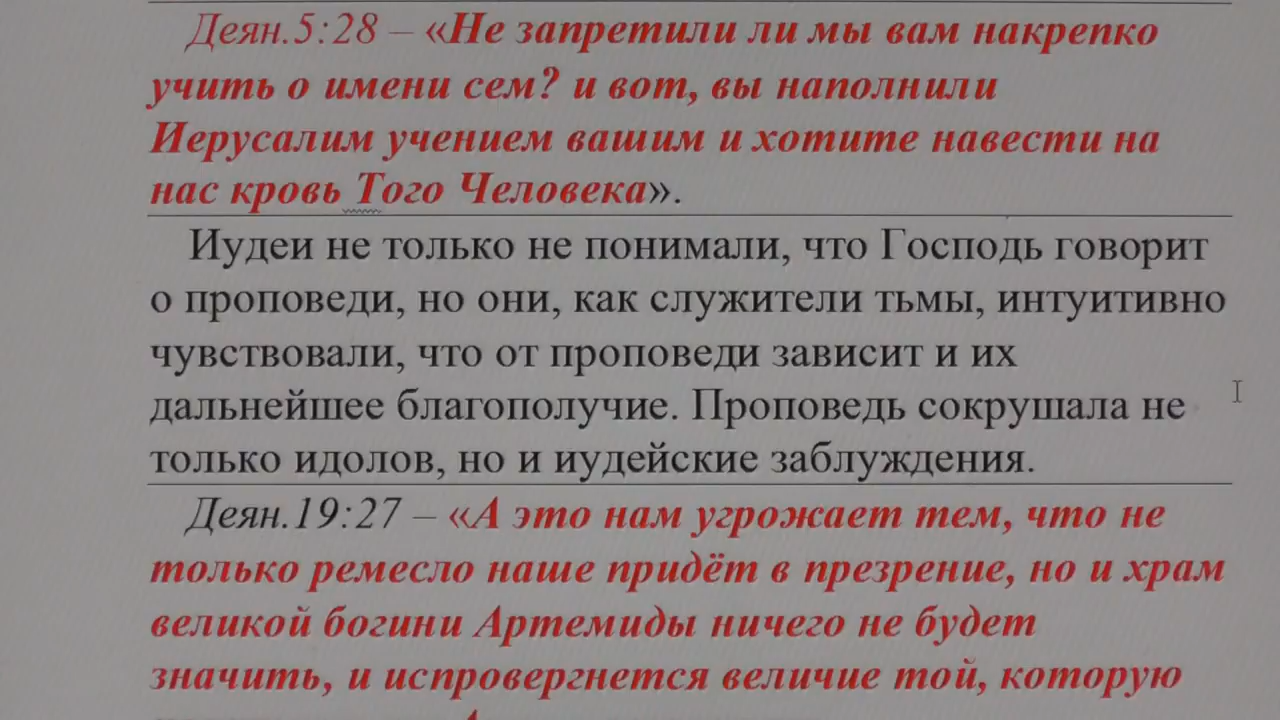 Деян.5:28 – «Не запретили ли мы вам накрепко
учить о имени сем? и вот, вы наполнили
Иерусалим учением вашим и хотите навести на
нас кровь Того Человека».
Иудеи не только не понимали, что Господь говорит
о проповеди, но они, как служители тьмы, интуитивно
чувствовали, что от проповеди зависит и их
дальнейшее благополучие. Проповедь сокрушала не
только идолов, но и иудейские заблуждения.
Деян.19:27 – «А это нам угрожает тем, что не
только ремесло наше придёт в презрение, но и храм
великой богини Артемиды ничего не будет
значить, и испровергнется величие той, которую